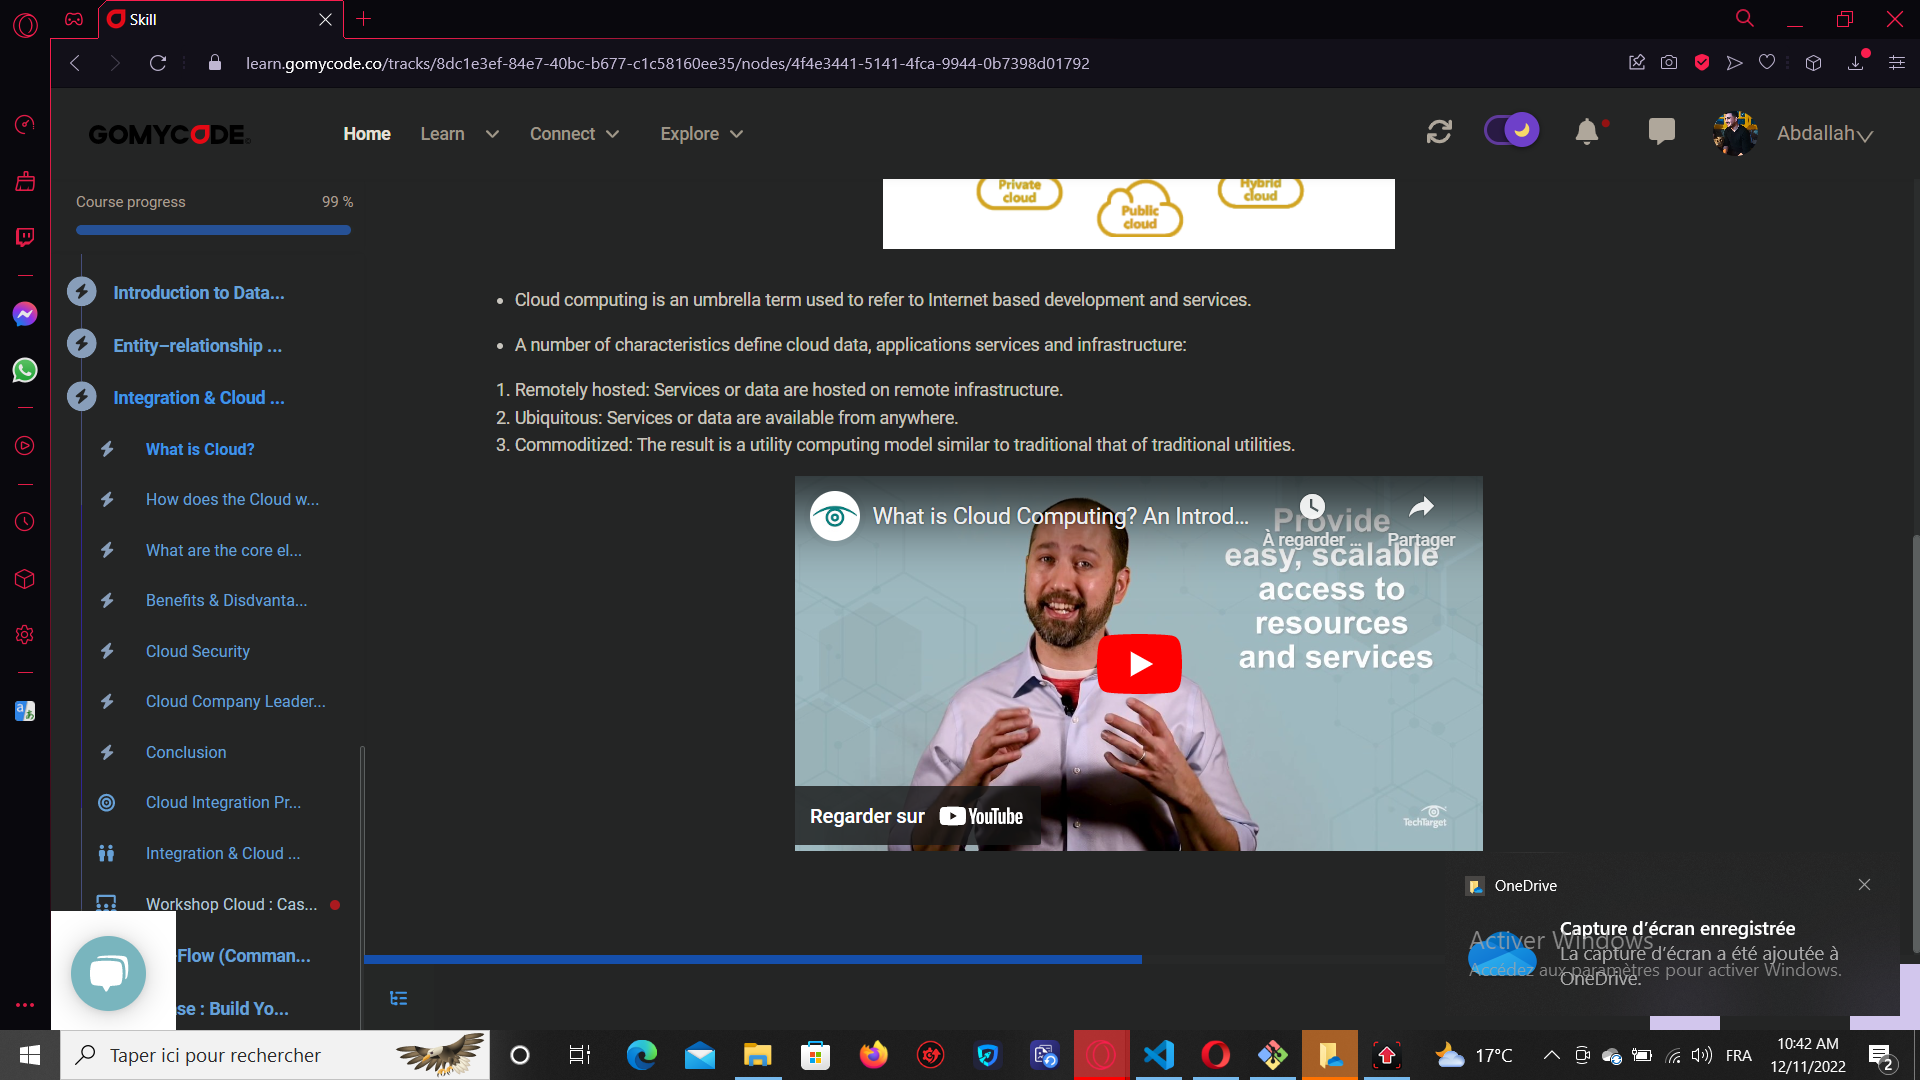 Skill
learn.gomycode.co/tracks/8dc1e3ef-84e7-40bc-b677-c1c58160ee35/nodes/4f4e3441-5141-4fca-9944-0b7398d01792
GOMYCODE
Home
Learn
Connect
Explore
Abdallah
Course progress
99 %
Introduction to Data...
Entity–relationship ...
Integration & Cloud ...
What is Cloud?
How does the Cloud w...
What are the core el...
Benefits & Disdvanta...
Cloud Security
Cloud Company Leader...
Conclusion
Cloud Integration Pr...
Integration & Cloud ...
Workshop Cloud : Cas...
Flow (Comman...
se : Build Yo...
Private
cloud
Public
cloud
Hybrid
cloud
• Cloud computing is an umbrella term used to refer to Internet based development and services.
• A number of characteristics define cloud data, applications services and infrastructure:
1. Remotely hosted: Services or data are hosted on remote infrastructure.
2. Ubiquitous: Services or data are available from anywhere.
3. Commoditized: The result is a utility computing model similar to traditional that of traditional utilities.
What is Cloud Computing? An Introd...
À regarder ...
Partager
Provide
easy, scalable
access to
resources
and services
Regarder sur YouTube
TechTarget
OneDrive
Capture d'écran enregistrée
La capture d'écran a été ajoutée à
OneDrive.
Activer Windows
Accédez aux paramètres pour activer Windows.
Taper ici pour rechercher
17°C
FRA
10:42 AM
12/11/2022
2